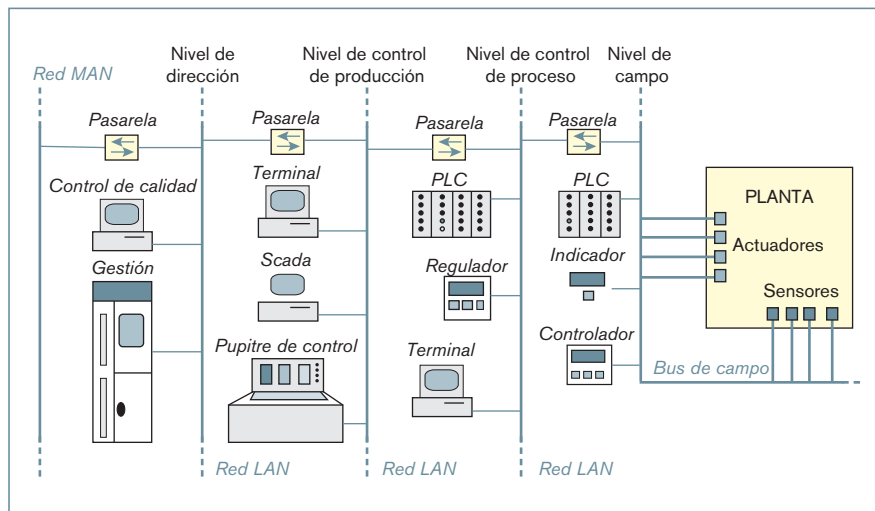 Red MAN
Nivel de
dirección
Nivel de control
de producción
Nivel de control
de proceso
Nivel de
campo
Pasarela
Pasarela
Pasarela
Pasarela
Control de calidad
Terminal
PLC
PLC
PLANTA
Actuadores
Gestión
Scada
Regulador
Indicador
Sensores
Pupitre de control
Terminal
Controlador
Bus de campo
Red LAN
Red LAN
Red LAN